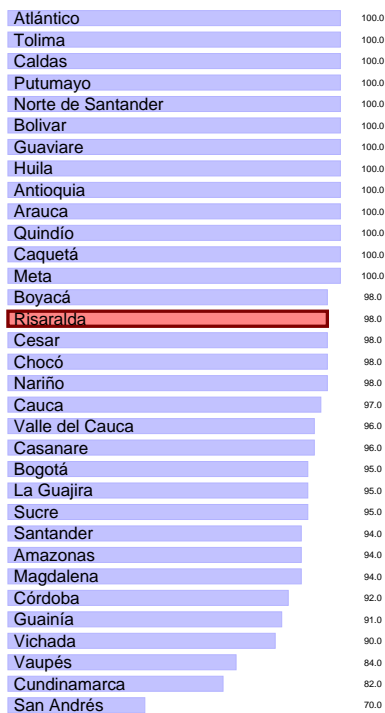 Atlántico 100.0
Tolima 100.0
Caldas 100.0
Putumayo 100.0
Norte de Santander 100.0
Bolivar 100.0
Guaviare 100.0
Huila 100.0
Antioquia 100.0
Arauca 100.0
Quindío 100.0
Caquetá 100.0
Meta 100.0
Boyacá 98.0
Risaralda 98.0
Cesar 98.0
Chocó 98.0
Nariño 98.0
Cauca 97.0
Valle del Cauca 96.0
Casanare 96.0
Bogotá 95.0
La Guajira 95.0
Sucre 95.0
Santander 94.0
Amazonas 94.0
Magdalena 94.0
Córdoba 92.0
Guainía 91.0
Vichada 90.0
Vaupés 84.0
Cundinamarca 82.0
San Andrés 70.0